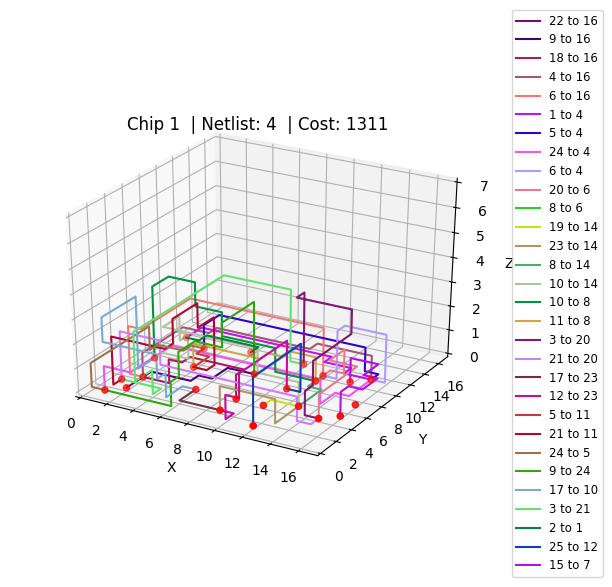 Chip 1 | Netlist: 4 | Cost: 1311
7
6
5
4
3
2
1
0
Z
0 2 4 6 8 10 12 14 16
X
0 2 4 6 8 10 12 14 16
Y
22 to 16
9 to 16
18 to 16
4 to 16
6 to 16
1 to 4
5 to 4
24 to 4
6 to 4
20 to 6
8 to 6
19 to 14
23 to 14
8 to 14
10 to 14
10 to 8
11 to 8
3 to 20
21 to 20
17 to 23
12 to 23
5 to 11
21 to 11
24 to 5
9 to 24
17 to 10
3 to 21
2 to 1
25 to 12
15 to 7